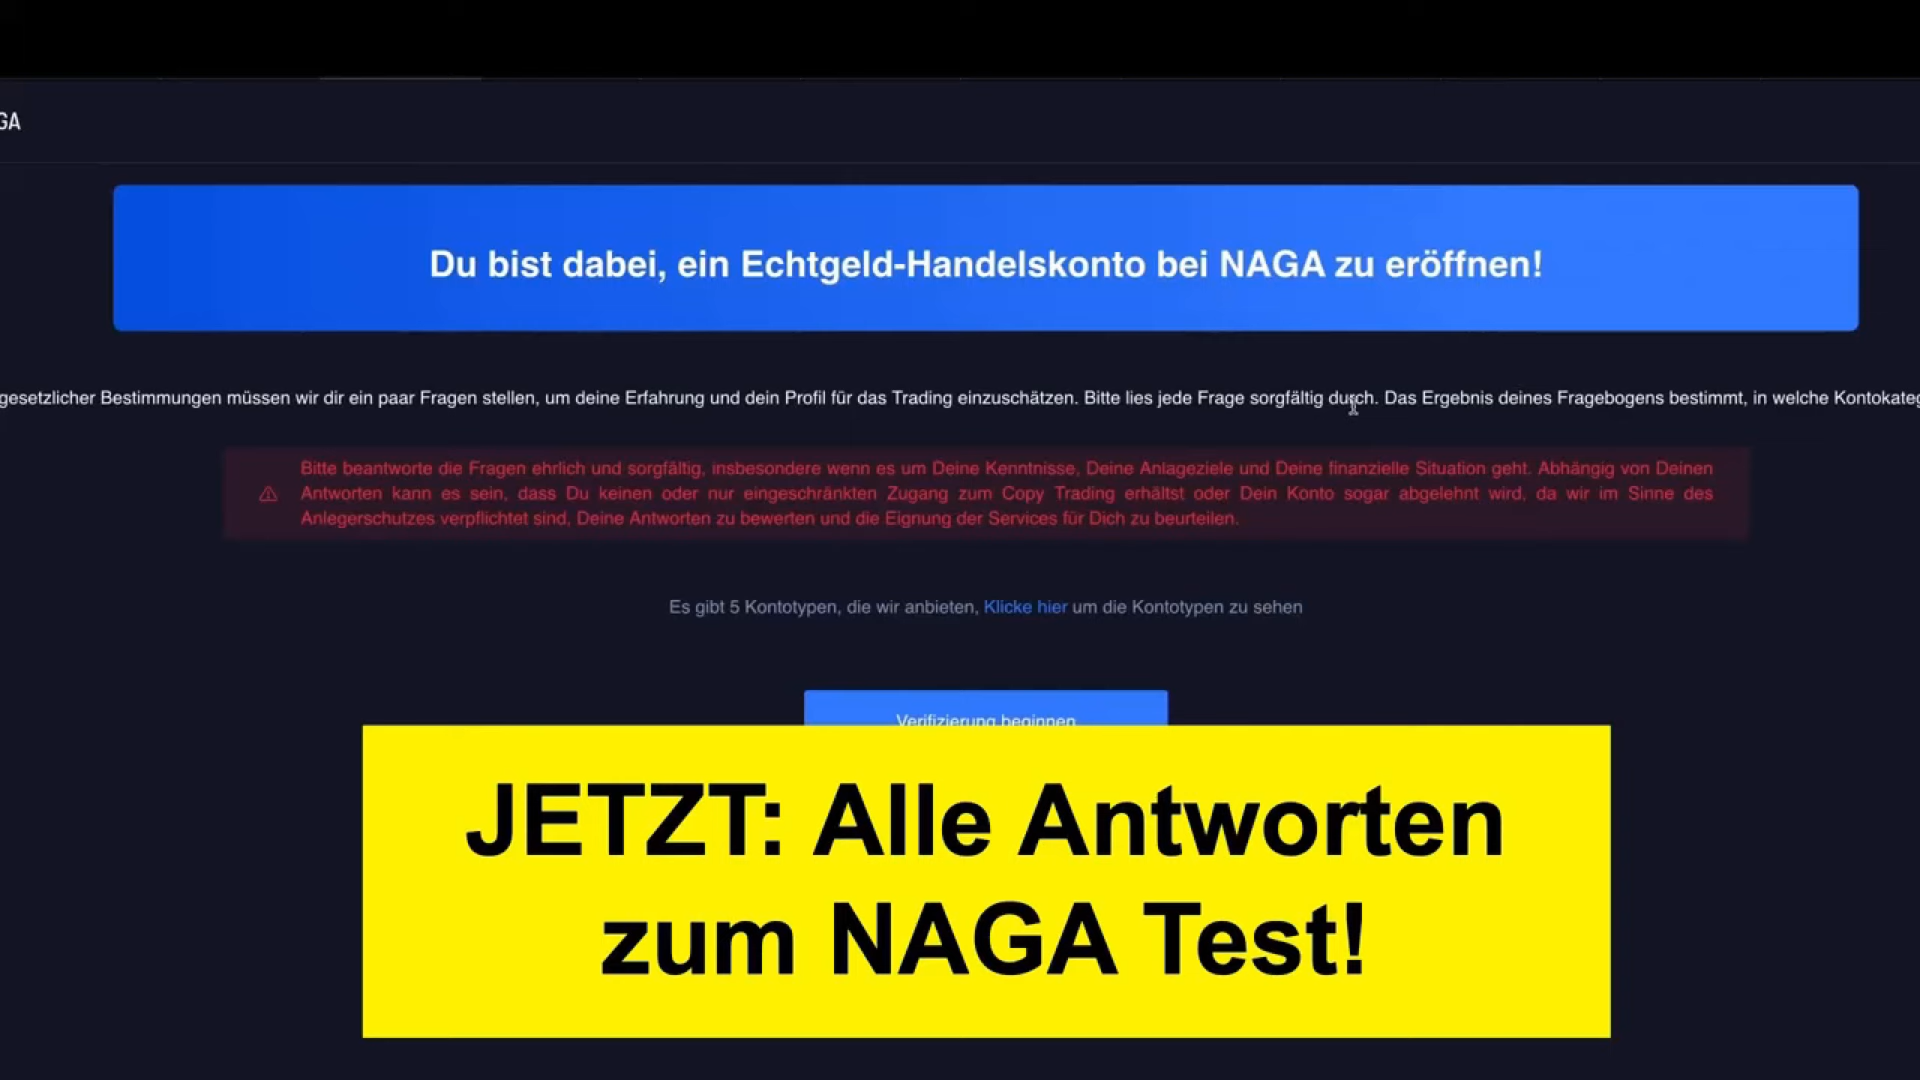 GA
Du bist dabei, ein Echtgeld-Handelskonto bei NAGA zu eröffnen!
gesetzlicher Bestimmungen müssen wir dir ein paar Fragen stellen, um deine Erfahrung und dein Profil für das Trading einzuschätzen. Bitte lies jede Frage sorgfältig durch. Das Ergebnis deines Fragebogens bestimmt, in welche Kontokateg
Bitte beantworte die Fragen ehrlich und sorgfältig, insbesondere wenn es um Deine Kenntnisse, Deine Anlageziele und Deine finanzielle Situation geht. Abhängig von Deinen
Antworten kann es sein, dass Du keinen oder nur eingeschränkten Zugang zum Copy Trading erhältst oder Dein Konto sogar abgelehnt wird, da wir im Sinne des
Anlegerschutzes verpflichtet sind, Deine Antworten zu bewerten und die Eignung der Services für Dich zu beurteilen.
Es gibt 5 Kontotypen, die wir anbieten, Klicke hier um die Kontotypen zu sehen
Verifizierung beginnen
JETZT: Alle Antworten
zum NAGA Test!